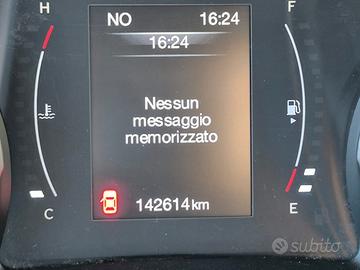 H NO 16:24 F
16:24
Nessun
messaggio
memorizzato
C 142614 km E
subito